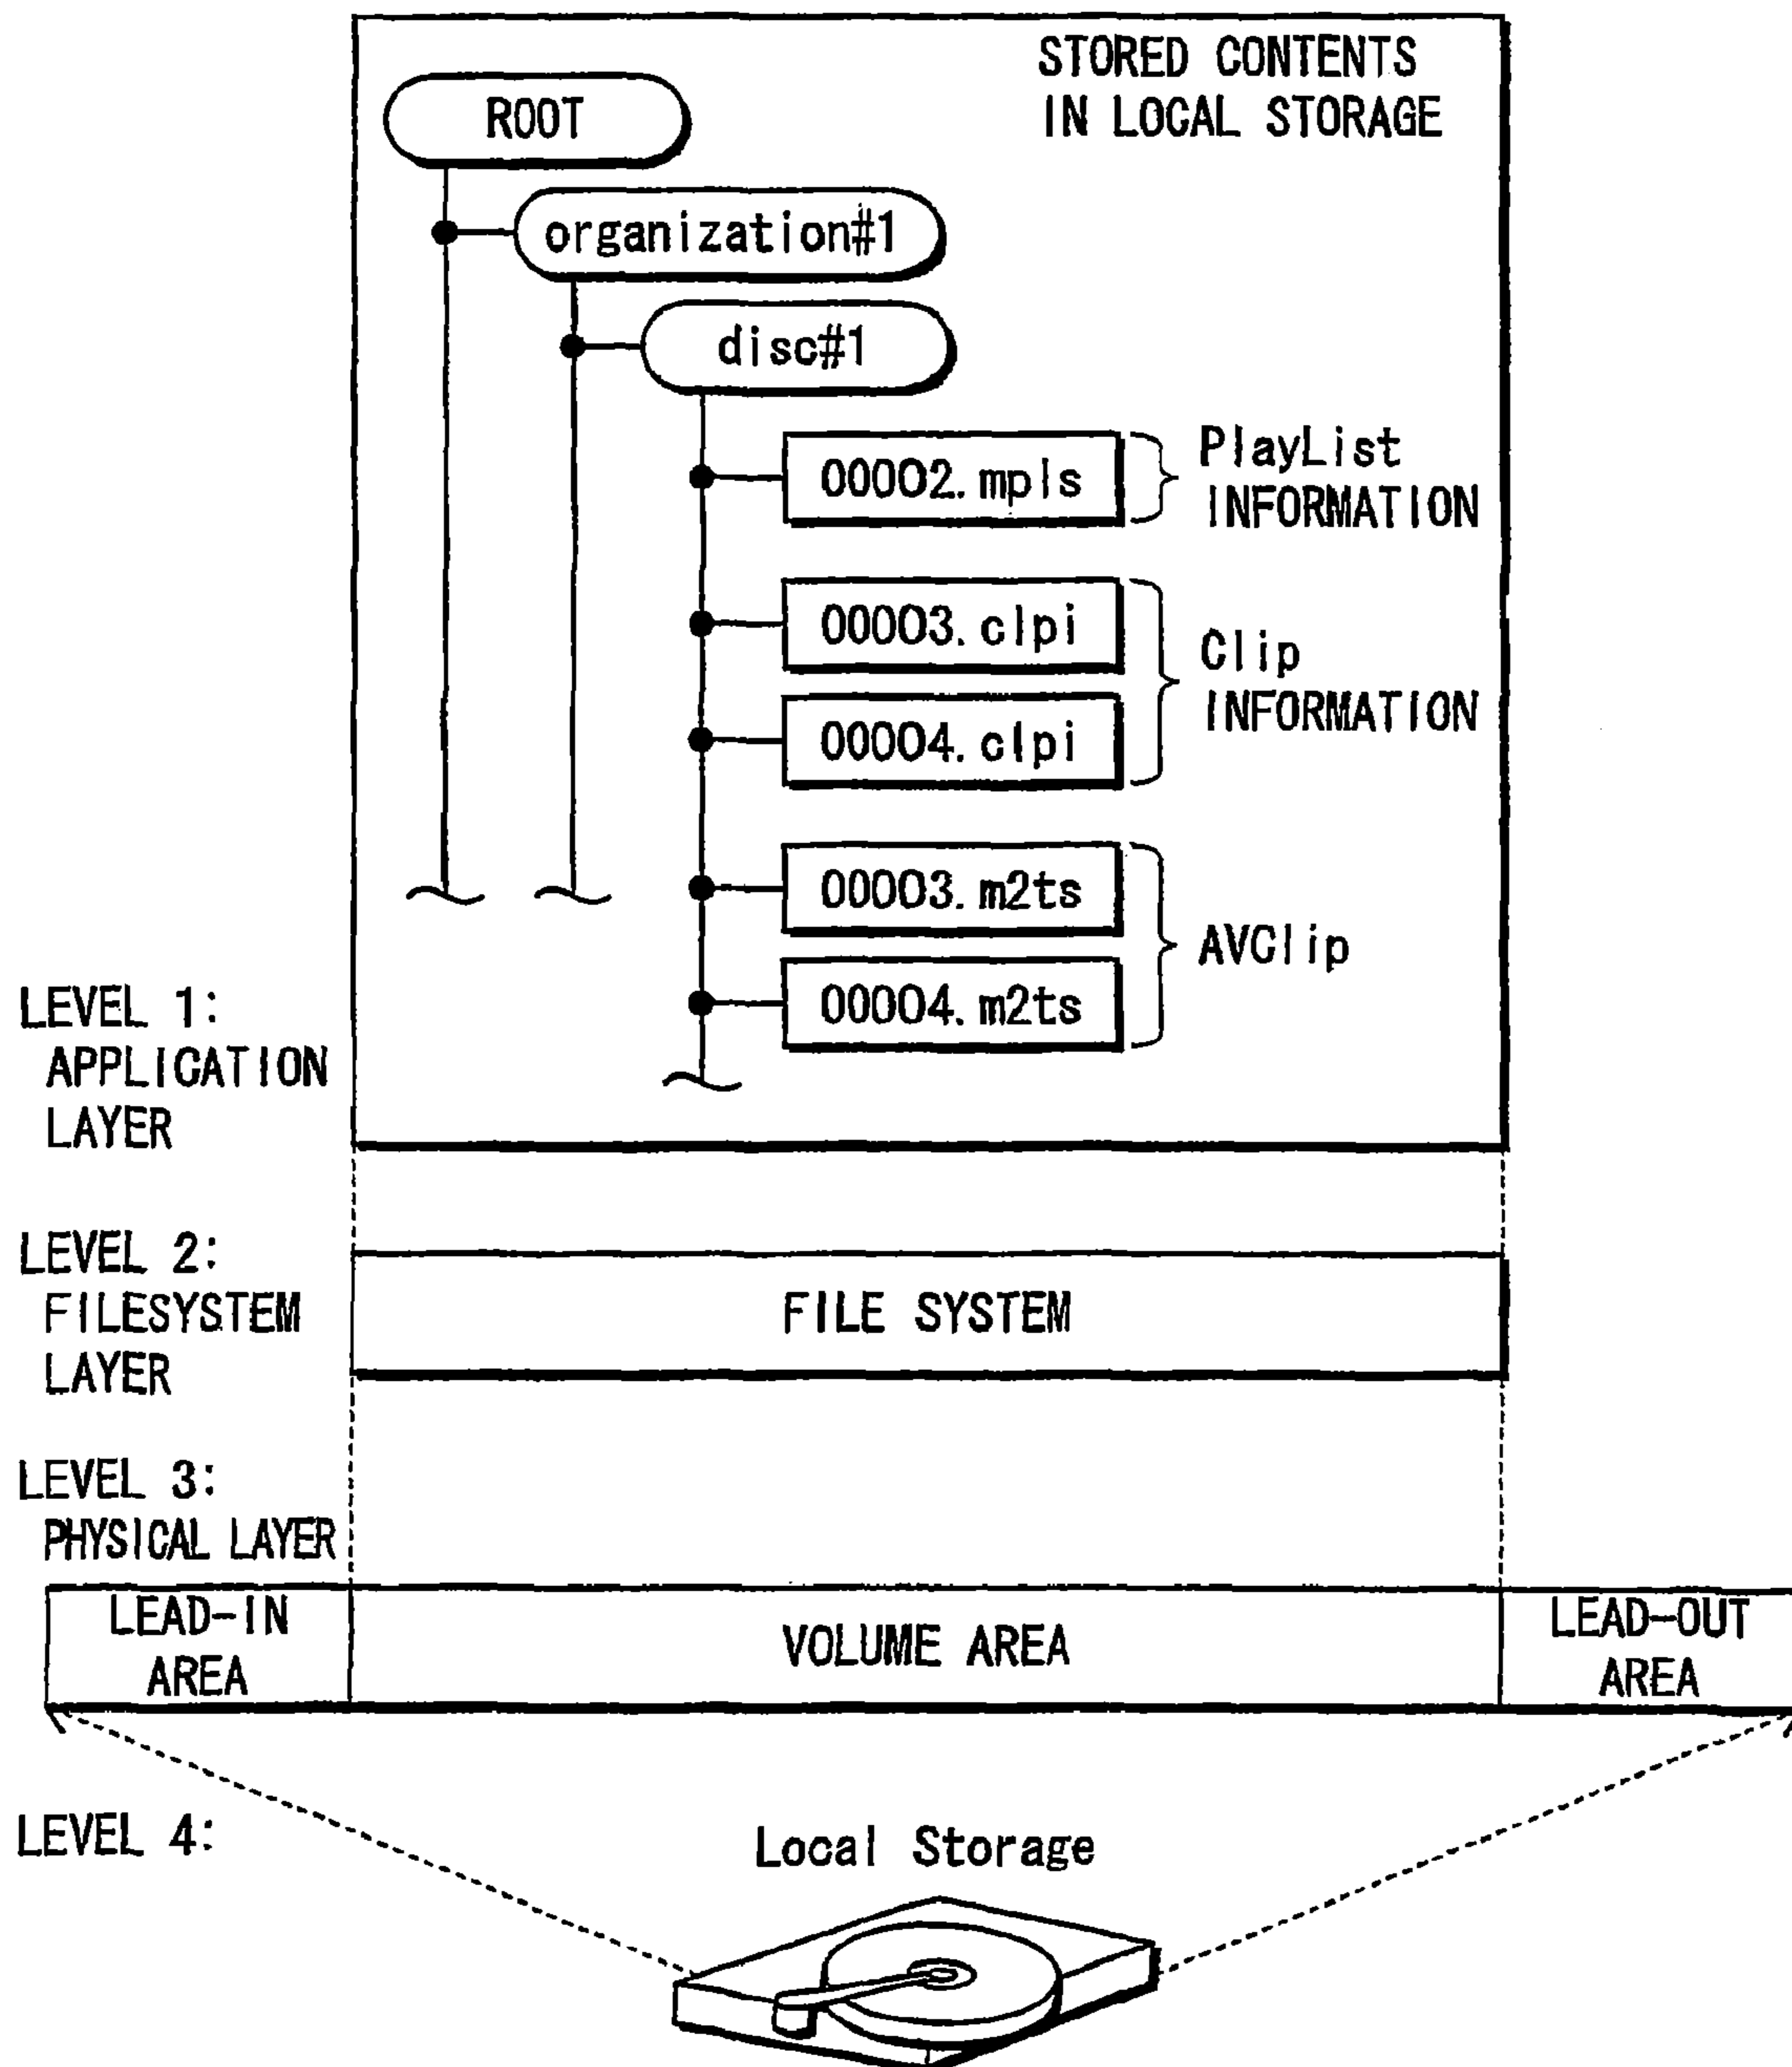 STORED CONTENTS
IN LOCAL STORAGE
ROOT
organization#1
disc#1
00002.mpls
PlayList
INFORMATION
00003.clpi
00004.clpi
Clip
INFORMATION
00003.m2ts
00004.m2ts
AVClip
LEVEL 1:
APPLICATION
LAYER
LEVEL 2:
FILESYSTEM
LAYER
FILE SYSTEM
LEVEL 3:
PHYSICAL LAYER
LEAD-IN
AREA
VOLUME AREA
LEAD-OUT
AREA
LEVEL 4:
Local Storage